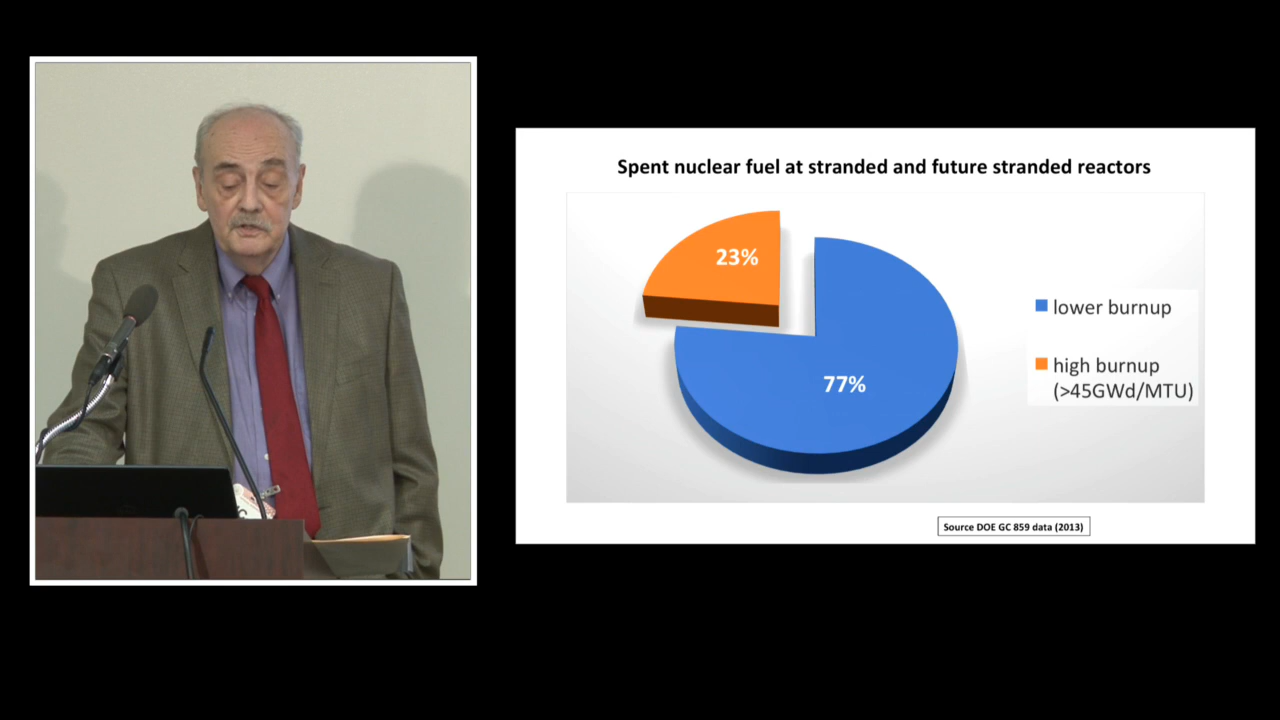 Spent nuclear fuel at stranded and future stranded reactors
23%
77%
lower burnup
high burnup
(>45GWd/MTU)
Source DOE GC 859 data (2013)